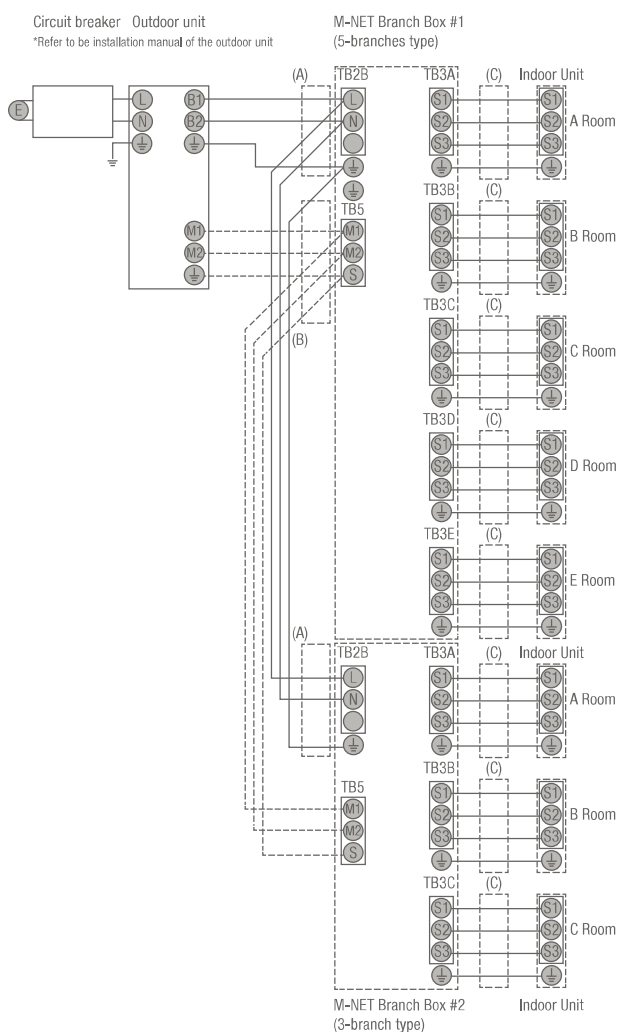 Circuit breaker Outdoor unit
*Refer to be installation manual of the outdoor unit
M-NET Branch Box #1
(5-branches type)
(A) TB2B TB3A (C) Indoor Unit
E L B1 L S1 S1
N B2 N S2 S2 A Room
S3 S3
(B) TB5 TB3B (C)
M1 M1 S1 S1
M2 M2 S2 S2 B Room
S S3 S3
TB3C (C)
S1 S1
S2 S2 C Room
S3 S3
TB3D (C)
S1 S1
S2 S2 D Room
S3 S3
TB3E (C)
S1 S1
S2 S2 E Room
S3 S3
(A) TB2B TB3A (C) Indoor Unit
L S1 S1
N S2 S2 A Room
S3 S3
TB5 TB3B (C)
M1 S1 S1
M2 S2 S2 B Room
S S3 S3
TB3C (C)
S1 S1
S2 S2 C Room
S3 S3
M-NET Branch Box #2 Indoor Unit
(3-branch type)